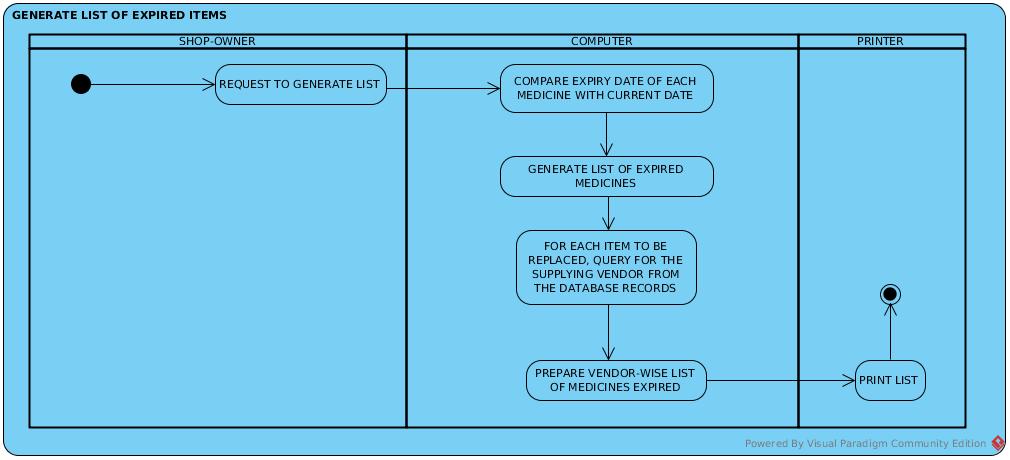 GENERATE LIST OF EXPIRED ITEMS
SHOP-OWNER
COMPUTER
PRINTER
REQUEST TO GENERATE LIST
COMPARE EXPIRY DATE OF EACH
MEDICINE WITH CURRENT DATE
GENERATE LIST OF EXPIRED
MEDICINES
FOR EACH ITEM TO BE
REPLACED, QUERY FOR THE
SUPPLYING VENDOR FROM
THE DATABASE RECORDS
PREPARE VENDOR-WISE LIST
OF MEDICINES EXPIRED
PRINT LIST
Powered By Visual Paradigm Community Edition